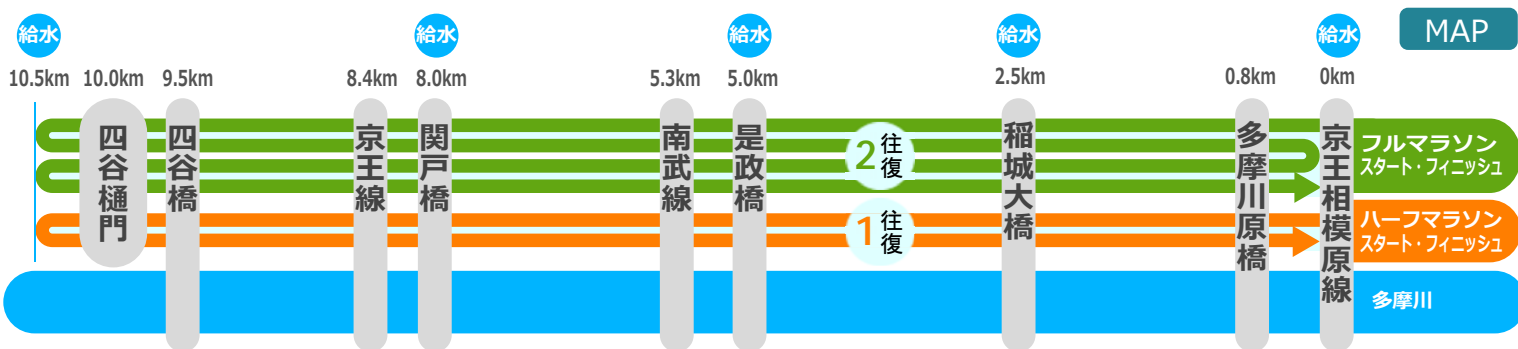 給水
給水
給水
給水
給水
MAP
10.5km
10.0km
9.5km
8.4km
8.0km
5.3km
5.0km
2.5km
0.8km
0km
四谷樋門
四谷橋
京王線
関戸橋
南武線
是政橋
稲城大橋
多摩川原橋
京王相模原線
2往復
1往復
フルマラソン
スタート・フィニッシュ
ハーフマラソン
スタート・フィニッシュ
多摩川